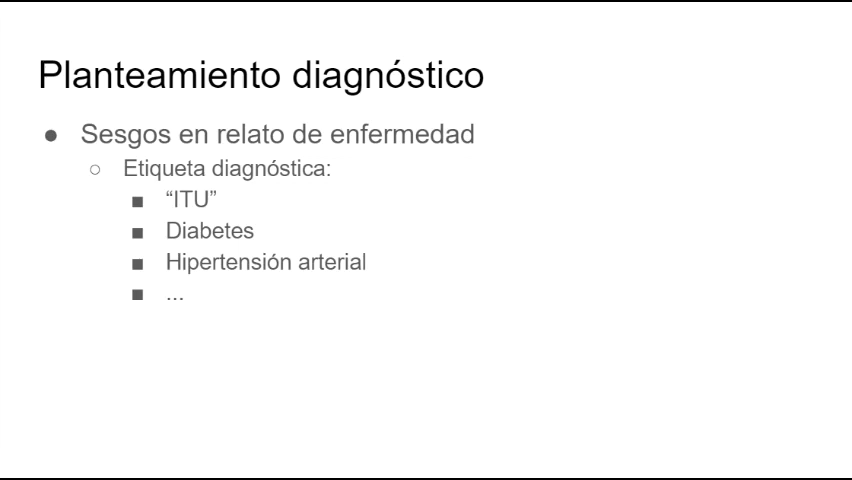 Planteamiento diagnóstico
● Sesgos en relato de enfermedad
○ Etiqueta diagnóstica:
■ “ITU”
■ Diabetes
■ Hipertensión arterial
■ ...